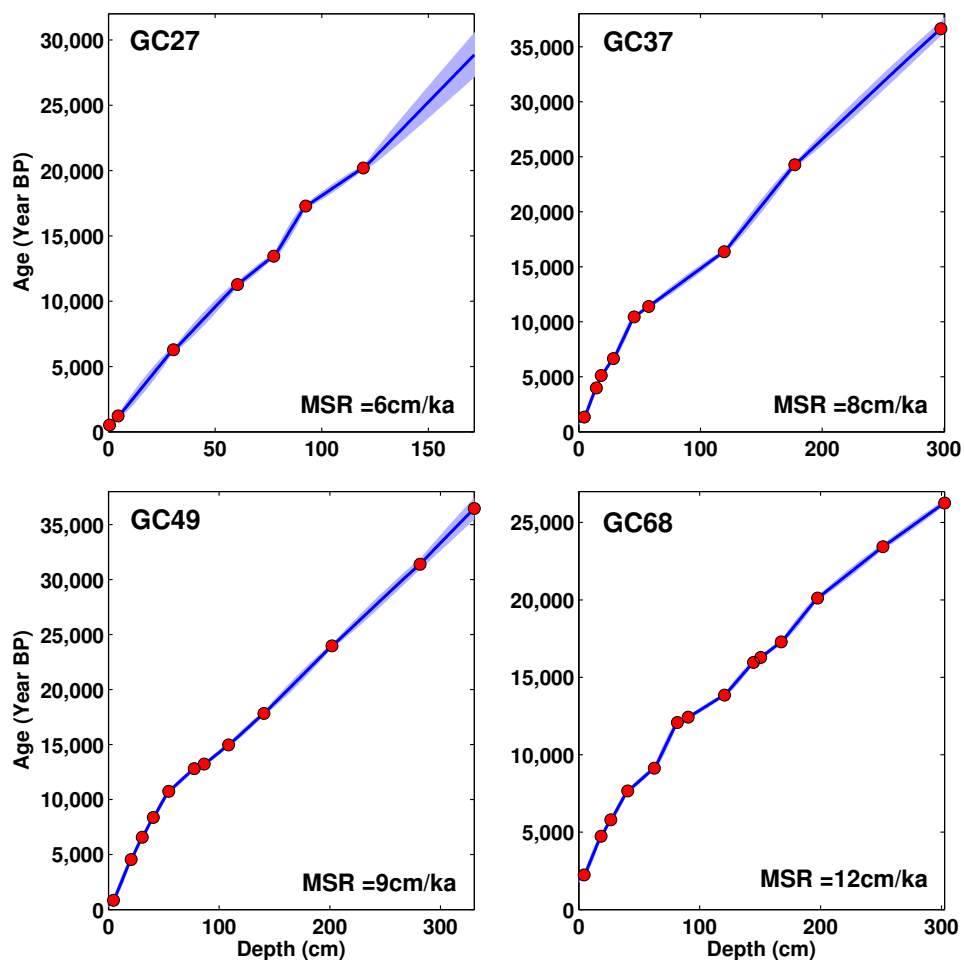 GC27
30,000
25,000
20,000
15,000
10,000
5,000
0
Age (Year BP)
MSR =6cm/ka
0 50 100 150
GC37
35,000
30,000
25,000
20,000
15,000
10,000
5,000
0
MSR =8cm/ka
0 100 200 300
GC49
35,000
30,000
25,000
20,000
15,000
10,000
5,000
0
Age (Year BP)
MSR =9cm/ka
0 100 200 300
Depth (cm)
GC68
25,000
20,000
15,000
10,000
5,000
0
MSR =12cm/ka
0 100 200 300
Depth (cm)